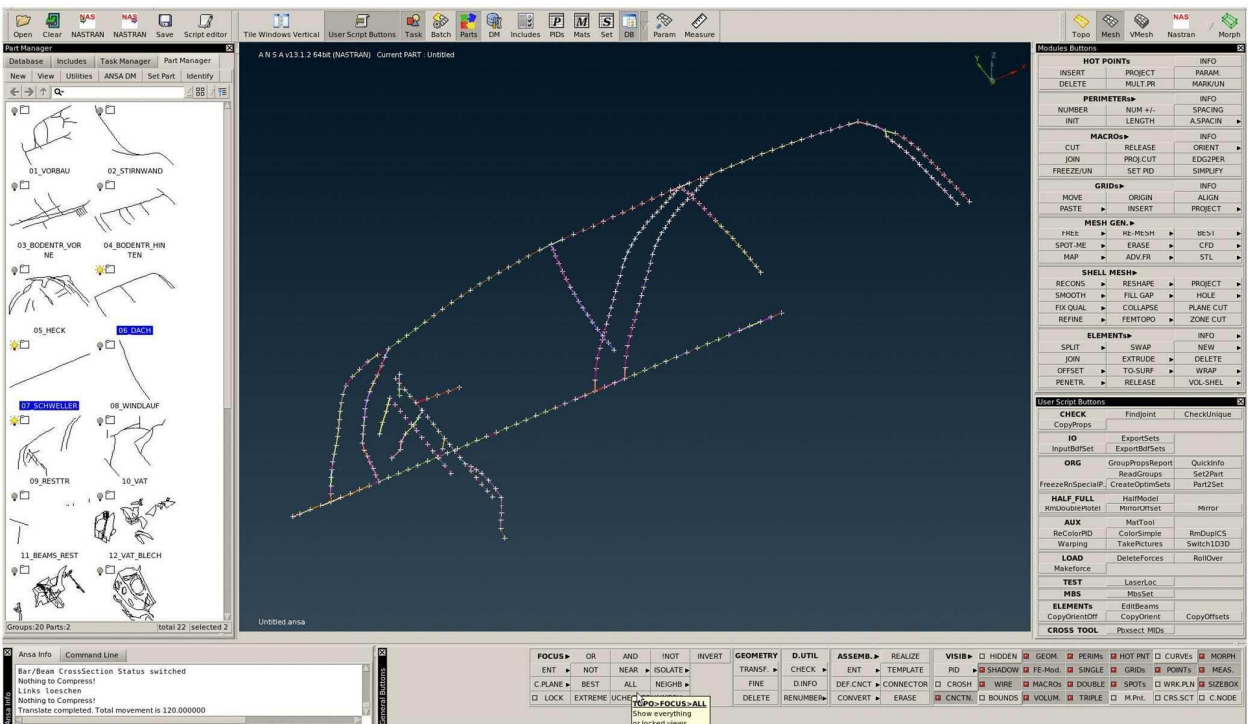 Open Clear NASTRAN NASTRAN Save Script editor Tile Windows Vertical User Script Buttons Task Batch Parts DM Includes PIDs Mats Set DB Param Measure Topo Mesh VMesh Nastran Morph
NAS NAS P M S NAS
Part Manager
Database Includes Task Manager Part Manager
New View Utilities ANSA DM Set Part Identify
01_VORBAU 02_STIRNWAND
03_BODENTR_VOR 04_BODENTR_HIN
NE TEN
05_HECK 06_DACH
07_SCHWELLER 08_WINDLAUF
09_RESTTR 10_VAT
11_BEAMS_REST 12_VAT_BLECH
Groups:20 Parts:2 total 22 selected 2
A N S A v13.1.2 64bit (NASTRAN) Current PART : Untitled
Y Z X
Untitled.ansa
Modules Buttons
HOT POINTs INFO
INSERT PROJECT PARAM.
DELETE MULT.PR MARK/UN
PERIMETERs INFO
NUMBER NUM +/- SPACING
INIT LENGTH A.SPACIN
MACROs INFO
CUT RELEASE ORIENT
JOIN PROJ.CUT EDG2PER
FREEZE/UN SET PID SIMPLIFY
GRIDs INFO
MOVE ORIGIN ALIGN
PASTE INSERT PROJECT
MESH GEN.
FREE RE-MESH BEST
SPOT-ME ERASE CFD
MAP ADV.FR STL
SHELL MESH
RECONS RESHAPE PROJECT
SMOOTH FILL GAP HOLE
FIX QUAL COLLAPSE PLANE CUT
REFINE FEMTOPO ZONE CUT
ELEMENTs INFO
SPLIT SWAP NEW
JOIN EXTRUDE DELETE
OFFSET TO-SURF WRAP
PENETR. RELEASE VOL-SHEL
User Script Buttons
CHECK FindJoint CheckUnique
CopyProps
IO ExportSets
InputBdfSet ExportBdfSets
ORG GroupPropsReport QuickInfo
ReadGroups Set2Part
FreezeRnSpecialP. CreateOptimSets Part2Set
HALF_FULL HalfModel
RmDoublePlotel MirrorOffset Mirror
AUX MatTool
ReColorPID ColorSimple RmDuplCS
Warping TakePictures Switch1D3D
LOAD DeleteForces RollOver
Makeforce
TEST LaserLoc
MBS MbsSet
ELEMENTs EditBeams
CopyOrientOff CopyOrient CopyOffsets
CROSS TOOL Pbxsect MIDs
Ansa Info
Ansa Info Command Line
Bar/Beam CrossSection Status switched
Nothing to Compress!
Links loeschen
Nothing to Compress!
Translate completed. Total movement is 120.000000
General Buttons
FOCUS OR AND !NOT INVERT GEOMETRY D.UTIL ASSEMB. REALIZE VISIB HIDDEN GEOM. PERIMs HOT PNT CURVEs MORPH
ENT NOT NEAR ISOLATE TRANSF. CHECK ENT TEMPLATE PID SHADOW FE-Mod. SINGLE GRIDs POINTs MEAS.
C.PLANE BEST ALL NEIGHB FINE D.INFO DEF.CNCT CONNECTOR CROSH WIRE MACROs DOUBLE SPOTs WRK.PLN SIZEBOX
LOCK EXTREME DELETE RENUMBER CONVERT ERASE CNCTN. BOUNDS VOLUM. TRIPLE M.Pnt. CRS.SCT C.NODE
TOPO>FOCUS>ALL
Show everything
or locked views